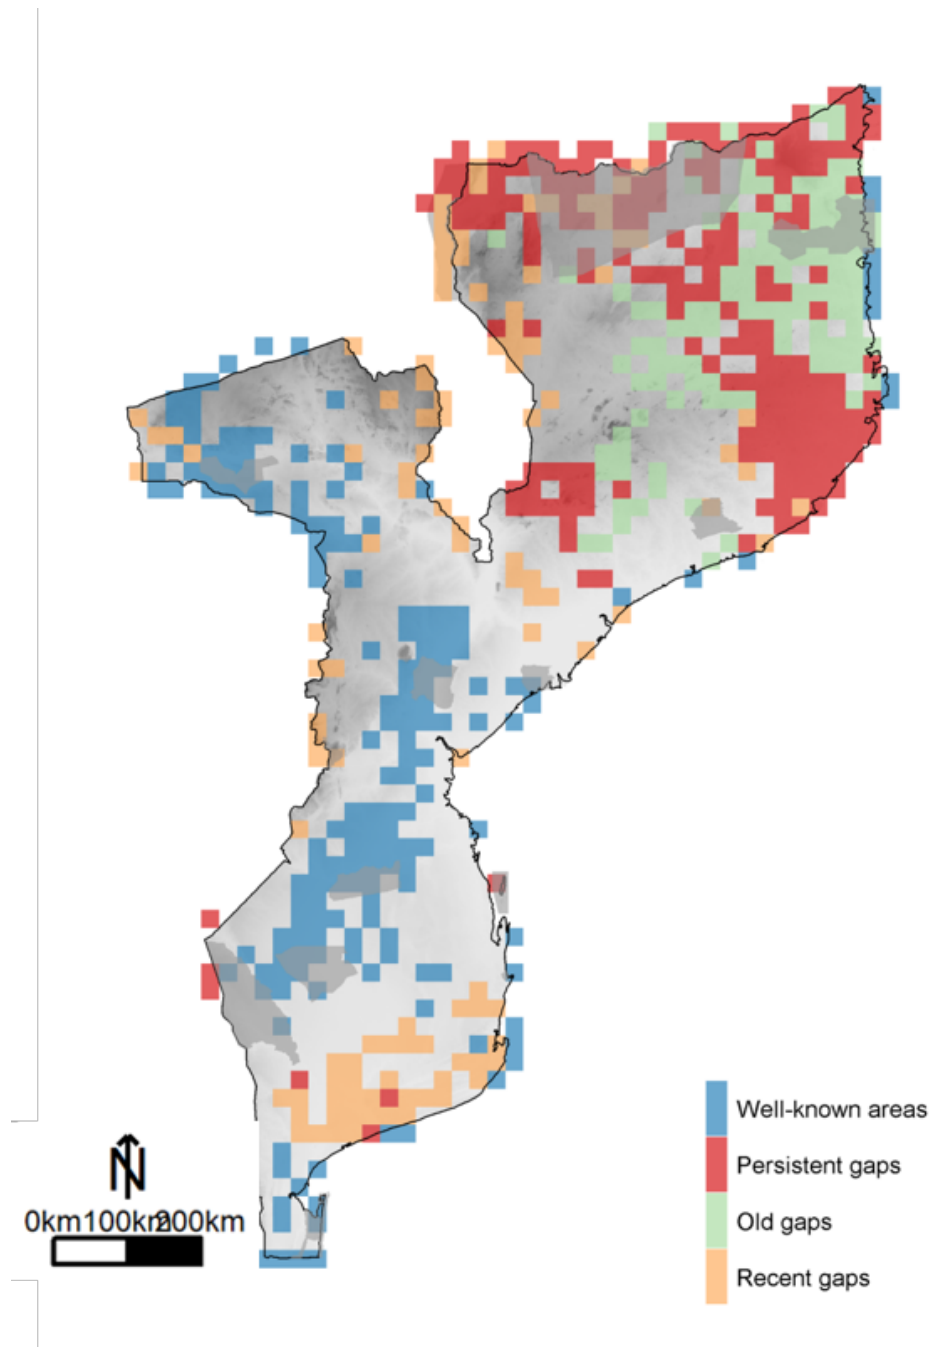 Well-known areas
Persistent gaps
Old gaps
Recent gaps
N
0km100km200km